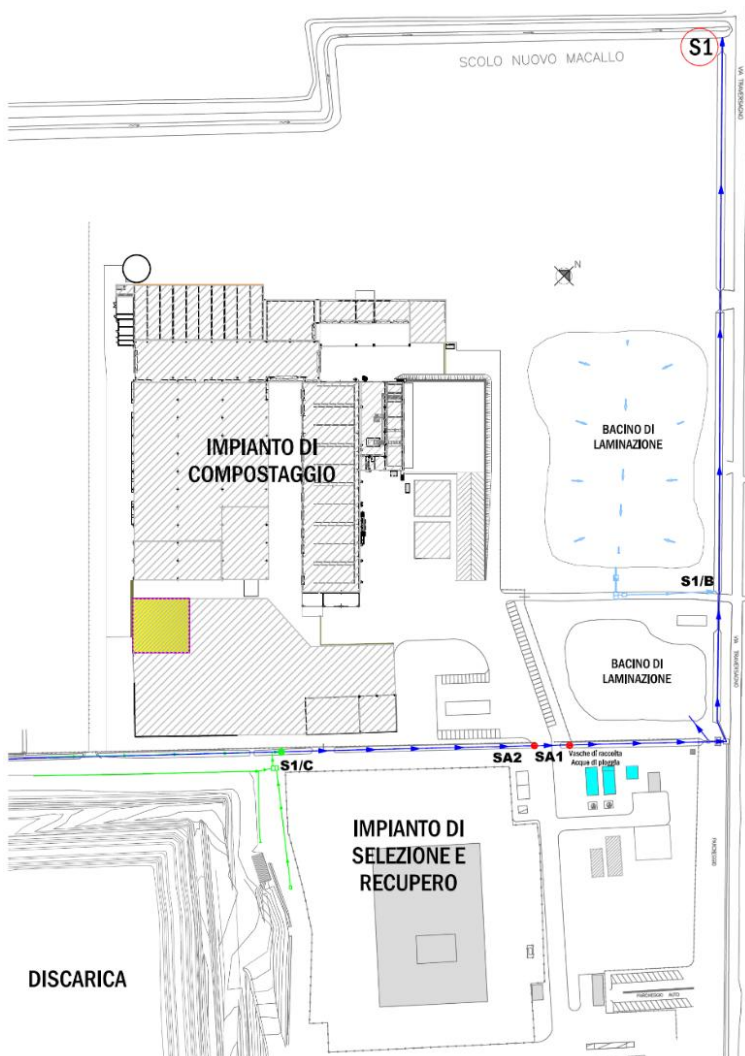 S1
SCOLO NUOVO MACALLO
VIA TRAVERSAGNO
N
BACINO DI
LAMINAZIONE
IMPIANTO DI
COMPOSTAGGIO
S1/B
BACINO DI
LAMINAZIONE
VIA TRAVERSAGNO
S1/C
SA2
SA1
Vasche di raccolta
Acque di pioggia
IMPIANTO DI
SELEZIONE E
RECUPERO
PARCHEGGIO
DISCARICA
PARCHEGGIO AUTO